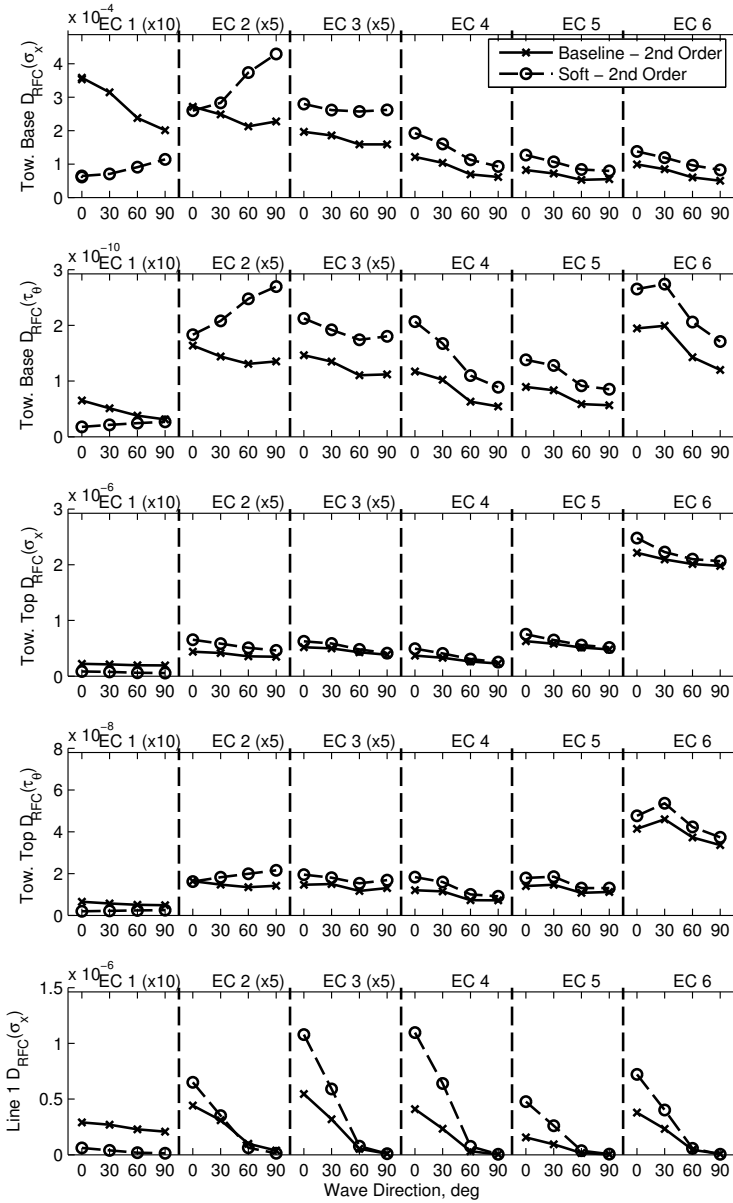 x 10⁻⁴
EC 1 (x10) EC 2 (x5) EC 3 (x5) EC 4 EC 5 EC 6
Baseline − 2nd Order
Soft − 2nd Order
Tow. Base D_RFC(σ_x)
4
3
2
1
0
0 30 60 90 0 30 60 90 0 30 60 90 0 30 60 90 0 30 60 90 0 30 60 90
x 10⁻¹⁰
EC 1 (x10) EC 2 (x5) EC 3 (x5) EC 4 EC 5 EC 6
Tow. Base D_RFC(τ_θ)
3
2
1
0
0 30 60 90 0 30 60 90 0 30 60 90 0 30 60 90 0 30 60 90 0 30 60 90
x 10⁻⁶
EC 1 (x10) EC 2 (x5) EC 3 (x5) EC 4 EC 5 EC 6
Tow. Top D_RFC(σ_x)
3
2
1
0
0 30 60 90 0 30 60 90 0 30 60 90 0 30 60 90 0 30 60 90 0 30 60 90
x 10⁻⁸
EC 1 (x10) EC 2 (x5) EC 3 (x5) EC 4 EC 5 EC 6
Tow. Top D_RFC(τ_θ)
8
6
4
2
0
0 30 60 90 0 30 60 90 0 30 60 90 0 30 60 90 0 30 60 90 0 30 60 90
x 10⁻⁶
EC 1 (x10) EC 2 (x5) EC 3 (x5) EC 4 EC 5 EC 6
Line 1 D_RFC(σ_x)
1.5
1
0.5
0
0 30 60 90 0 30 60 90 0 30 60 90 0 30 60 90 0 30 60 90 0 30 60 90
Wave Direction, deg